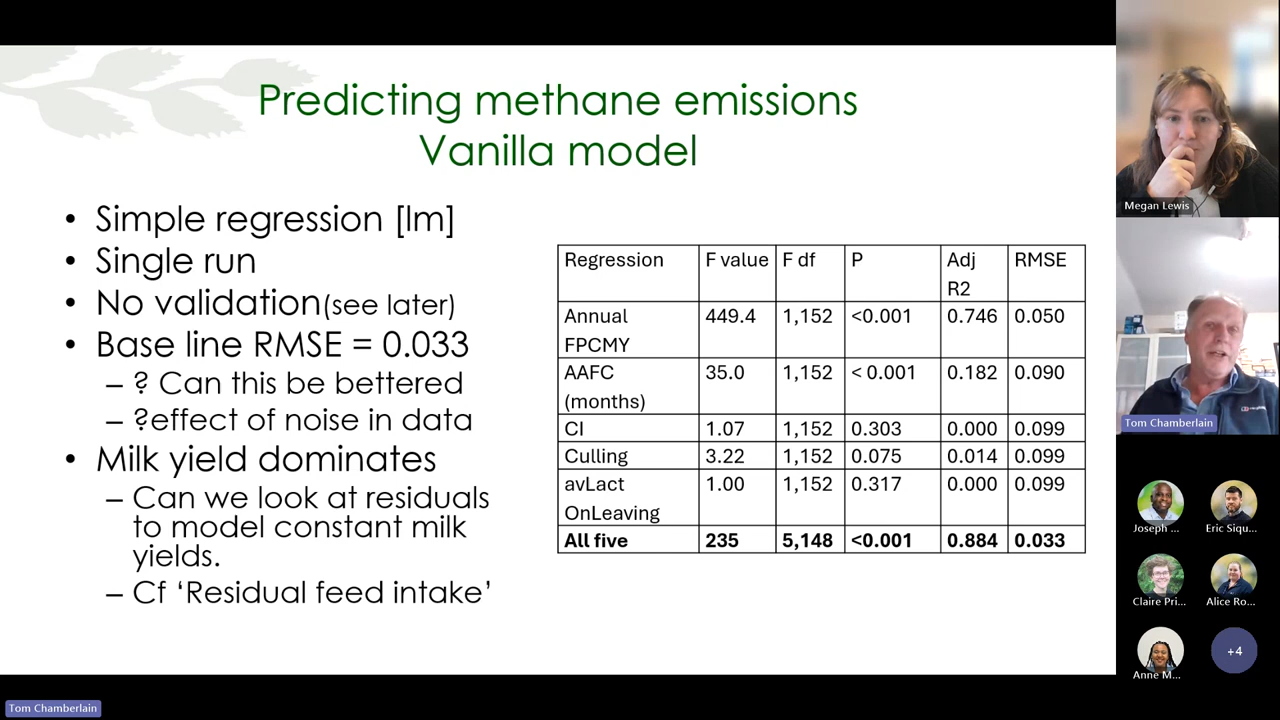 Predicting methane emissions
Vanilla model
• Simple regression [lm]
• Single run
• No validation(see later)
• Base line RMSE = 0.033
– ? Can this be bettered
– ?effect of noise in data
• Milk yield dominates
– Can we look at residuals
to model constant milk
yields.
– Cf ‘Residual feed intake’
Regression F value F df P Adj R2 RMSE
Annual FPCMY 449.4 1,152 <0.001 0.746 0.050
AAFC (months) 35.0 1,152 < 0.001 0.182 0.090
CI 1.07 1,152 0.303 0.000 0.099
Culling 3.22 1,152 0.075 0.014 0.099
avLact OnLeaving 1.00 1,152 0.317 0.000 0.099
All five 235 5,148 <0.001 0.884 0.033
Megan Lewis
Tom Chamberlain
Joseph ...
Eric Siqu...
Claire Pri...
Alice Ro...
Anne M...
+4
Tom Chamberlain